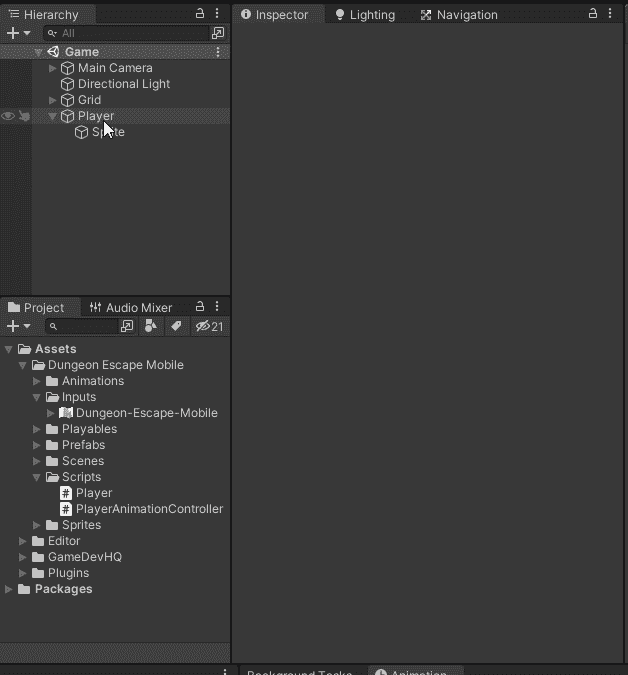 Hierarchy
All
Game
Main Camera
Directional Light
Grid
Player
Sprite
Inspector Lighting Navigation
Project Audio Mixer
21
Assets
Dungeon Escape Mobile
Animations
Inputs
Dungeon-Escape-Mobile
Playables
Prefabs
Scenes
Scripts
# Player
# PlayerAnimationController
Sprites
Editor
GameDevHQ
Plugins
Packages
Background Tasks Animation